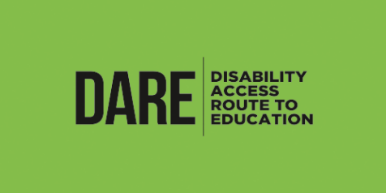 DARE
DISABILITY
ACCESS
ROUTE TO
EDUCATION